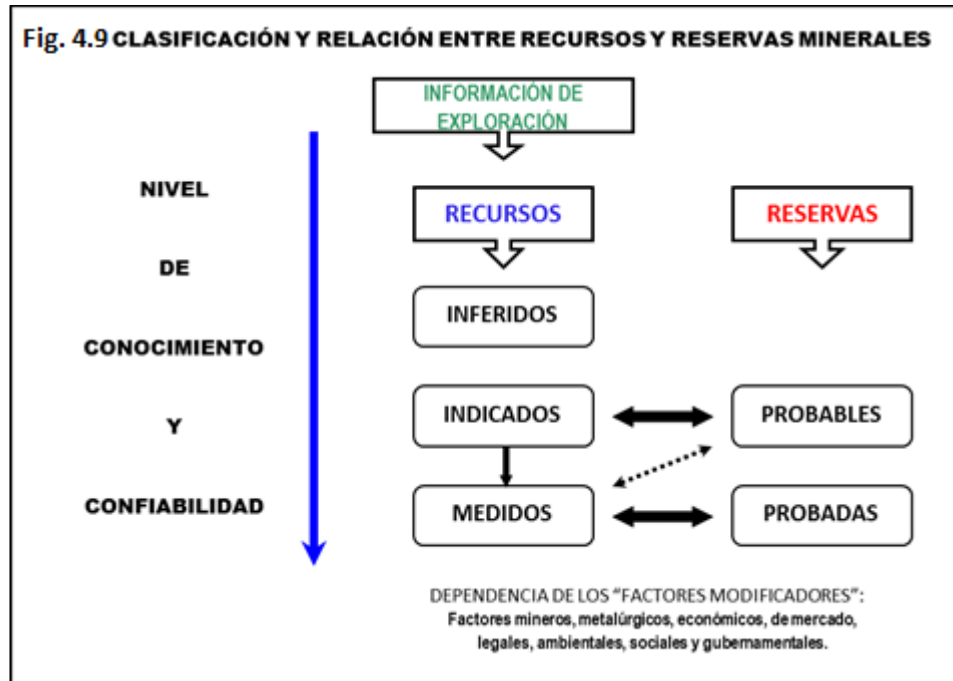 Fig. 4.9 CLASIFICACIÓN Y RELACIÓN ENTRE RECURSOS Y RESERVAS MINERALES
INFORMACIÓN DE
EXPLORACIÓN
NIVEL
DE
CONOCIMIENTO
Y
CONFIABILIDAD
RECURSOS
RESERVAS
INFERIDOS
INDICADOS
PROBABLES
MEDIDOS
PROBADAS
DEPENDENCIA DE LOS “FACTORES MODIFICADORES”:
Factores mineros, metalúrgicos, económicos, de mercado,
legales, ambientales, sociales y gubernamentales.